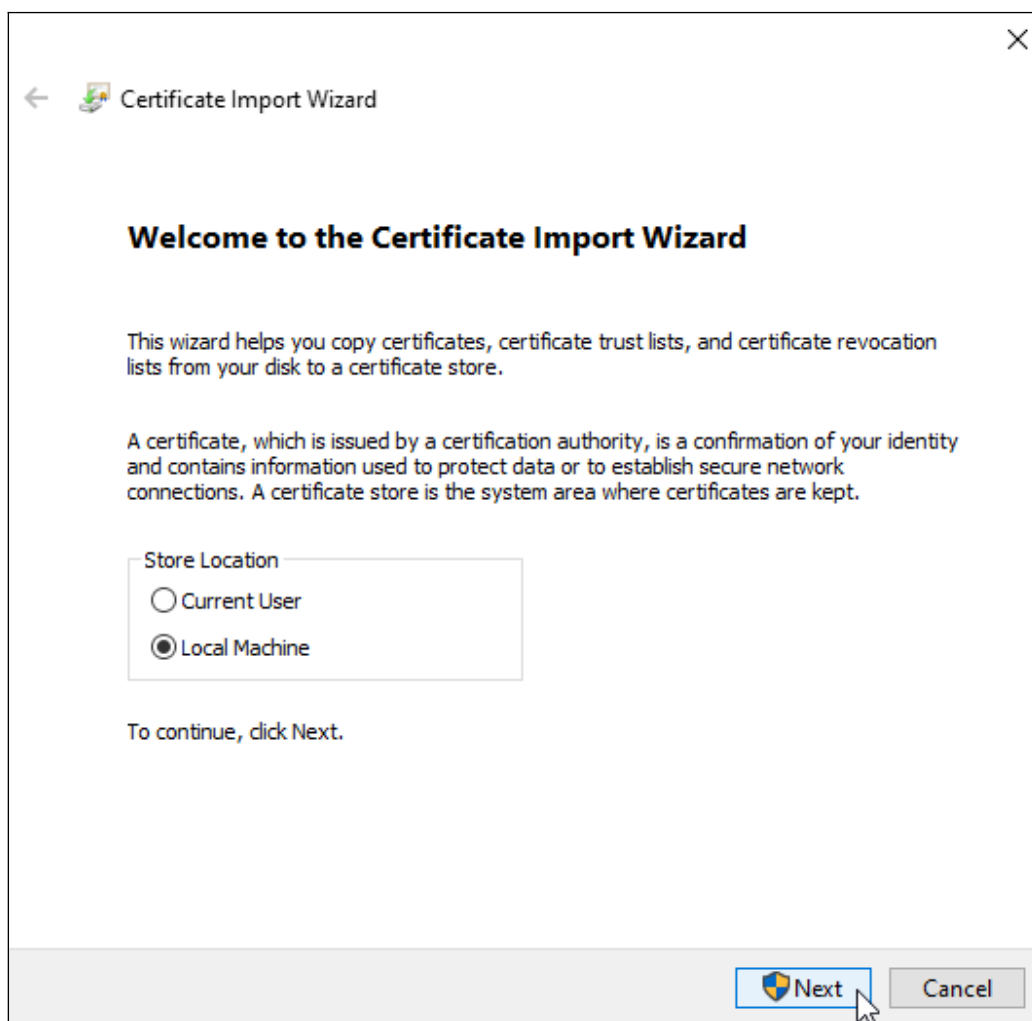 Certificate Import Wizard
Welcome to the Certificate Import Wizard
This wizard helps you copy certificates, certificate trust lists, and certificate revocation
lists from your disk to a certificate store.
A certificate, which is issued by a certification authority, is a confirmation of your identity
and contains information used to protect data or to establish secure network
connections. A certificate store is the system area where certificates are kept.
Store Location
Current User
Local Machine
To continue, click Next.
Next
Cancel